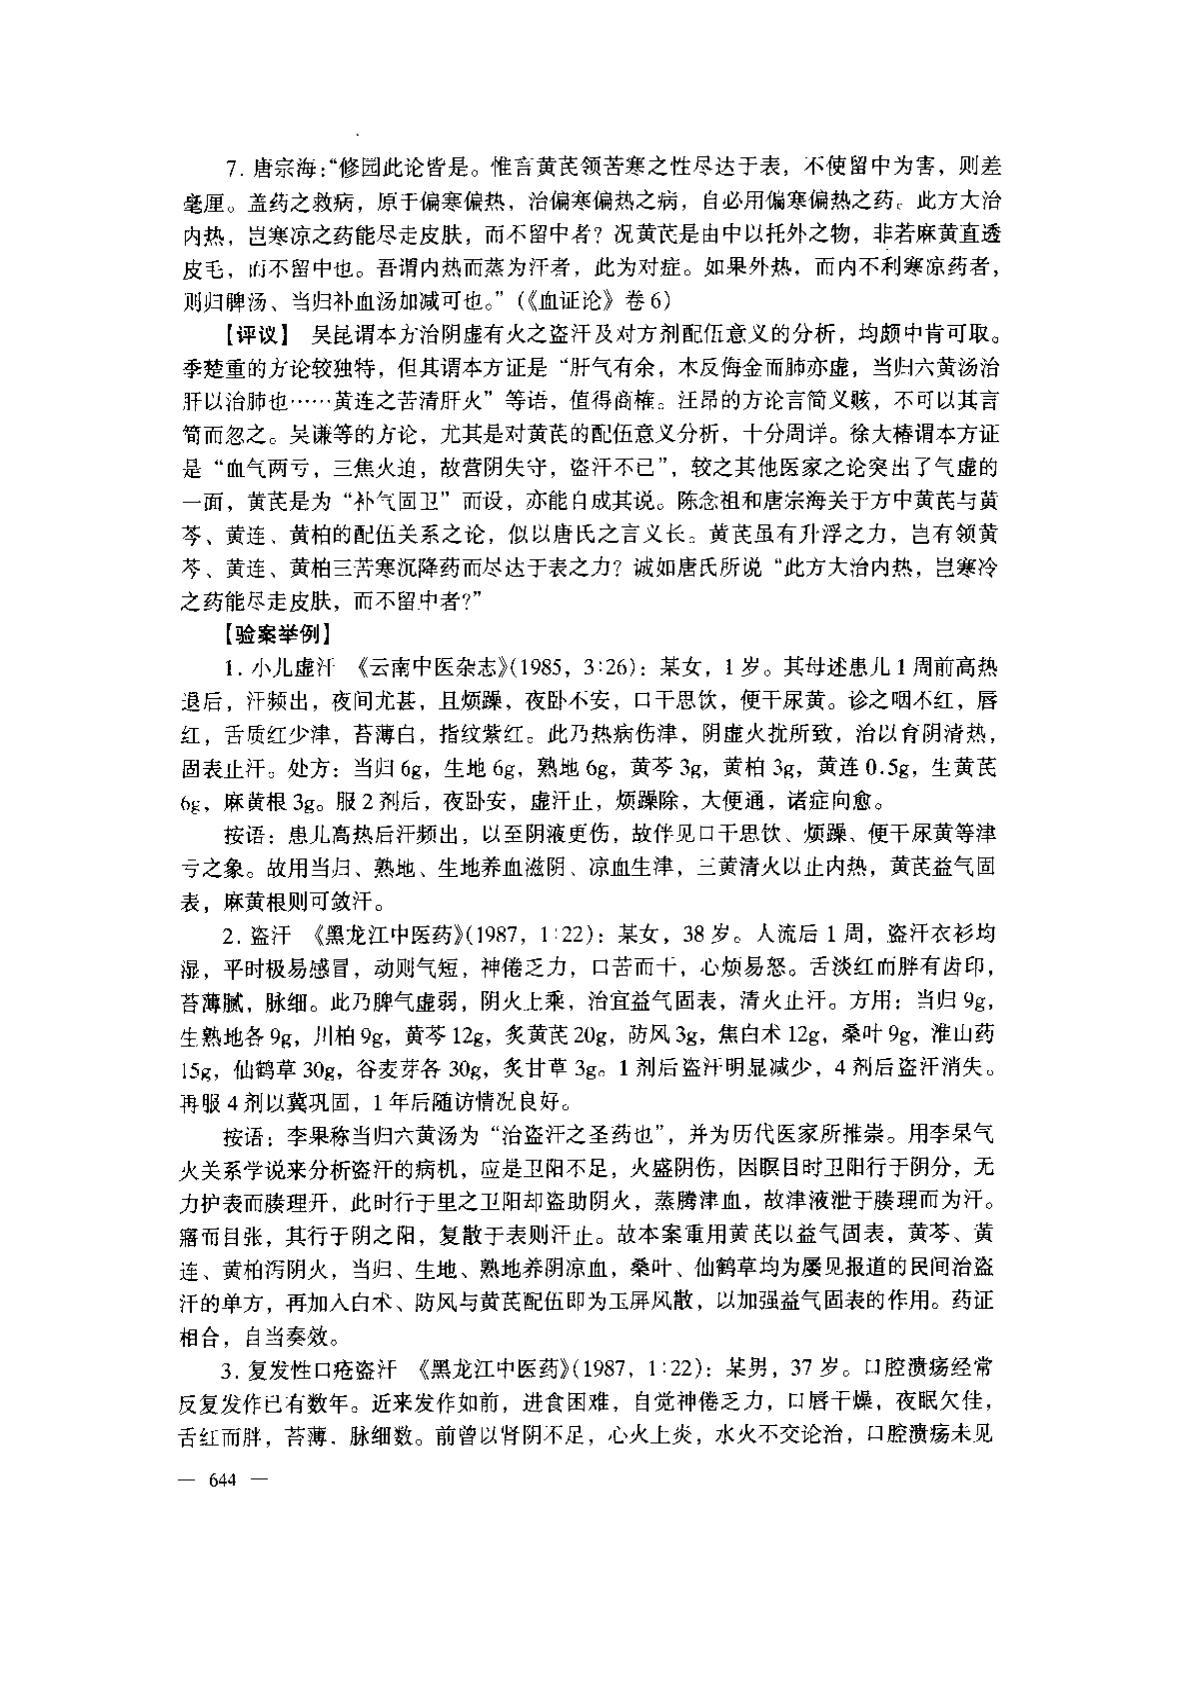 7. 唐宗海:“修园此论皆是。惟言黄芪领苦寒之性尽达于表，不使留中为害，则差
毫厘。盖药之救病，原于偏寒偏热，治偏寒偏热之病，自必用偏寒偏热之药。此方大治
内热，岂寒凉之药能尽走皮肤，而不留中者？况黄芪是由中以托外之物，非若麻黄直透
皮毛，而不留中也。吾谓内热而蒸为汗者，此为对症。如果外热，而内不利寒凉药者，
则归脾汤、当归补血汤加减可也。”(《血证论》卷 6)
【评议】 吴昆谓本方治阴虚有火之盗汗及对方剂配伍意义的分析，均颇中肯可取。
季楚重的方论较独特，但其谓本方证是“肝气有余，木反侮金而肺亦虚，当归六黄汤治
肝以治肺也……黄连之苦清肝火”等语，值得商榷。汪昂的方论言简义赅，不可以其言
简而忽之。吴谦等的方论，尤其是对黄芪的配伍意义分析，十分周详。徐大椿谓本方证
是“血气两亏，三焦火迫，故营阴失守，盗汗不已”，较之其他医家之论突出了气虚的
一面，黄芪是为“补气固卫”而设，亦能自成其说。陈念祖和唐宗海关于方中黄芪与黄
芩、黄连、黄柏的配伍关系之论，似以唐氏之言义长。黄芪虽有升浮之力，岂有领黄
芩、黄连、黄柏三苦寒沉降药而尽达于表之力？诚如唐氏所说“此方大治内热，岂寒冷
之药能尽走皮肤，而不留中者?”
【验案举例】
1. 小儿虚汗 《云南中医杂志》(1985，3:26)：某女，1 岁。其母述患儿 1 周前高热
退后，汗频出，夜间尤甚，且烦躁，夜卧不安，口干思饮，便干尿黄。诊之咽不红，唇
红，舌质红少津，苔薄白，指纹紫红。此乃热病伤津，阴虚火扰所致，治以育阴清热，
固表止汗。处方：当归 6g，生地 6g，熟地 6g，黄芩 3g，黄柏 3g，黄连 0.5g，生黄芪
6g，麻黄根 3g。服 2 剂后，夜卧安，虚汗止，烦躁除，大便通，诸症向愈。
按语：患儿高热后汗频出，以至阴液更伤，故伴见口干思饮、烦躁、便干尿黄等津
亏之象。故用当归、熟地、生地养血滋阴、凉血生津，三黄清火以止内热，黄芪益气固
表，麻黄根则可敛汗。
2. 盗汗 《黑龙江中医药》(1987，1:22)：某女，38 岁。人流后 1 周，盗汗衣衫均
湿，平时极易感冒，动则气短，神倦乏力，口苦而干，心烦易怒。舌淡红而胖有齿印，
苔薄腻，脉细。此乃脾气虚弱，阴火上乘，治宜益气固表，清火止汗。方用：当归 9g，
生熟地各 9g，川柏 9g，黄芩 12g，炙黄芪 20g，防风 3g，焦白术 12g，桑叶 9g，淮山药
15g，仙鹤草 30g，谷麦芽各 30g，炙甘草 3g。1 剂后盗汗明显减少，4 剂后盗汗消失。
再服 4 剂以冀巩固，1 年后随访情况良好。
按语：李果称当归六黄汤为“治盗汗之圣药也”，并为历代医家所推崇。用李杲气
火关系学说来分析盗汗的病机，应是卫阳不足，火盛阴伤，因瞑目时卫阳行于阴分，无
力护表而腠理开，此时行于里之卫阳却盗助阴火，蒸腾津血，故津液泄于腠理而为汗。
寤而目张，其行于阴之阳，复散于表则汗止。故本案重用黄芪以益气固表，黄芩、黄
连、黄柏泻阴火，当归、生地、熟地养阴凉血，桑叶、仙鹤草均为屡见报道的民间治盗
汗的单方，再加入白术、防风与黄芪配伍即为玉屏风散，以加强益气固表的作用。药证
相合，自当奏效。
3. 复发性口疮盗汗 《黑龙江中医药》(1987，1:22)：某男，37 岁。口腔溃疡经常
反复发作已有数年。近来发作如前，进食困难，自觉神倦乏力，口唇干燥，夜眠欠佳，
舌红而胖，苔薄，脉细数。前曾以肾阴不足，心火上炎，水火不交论治，口腔溃疡未见
— 644 —